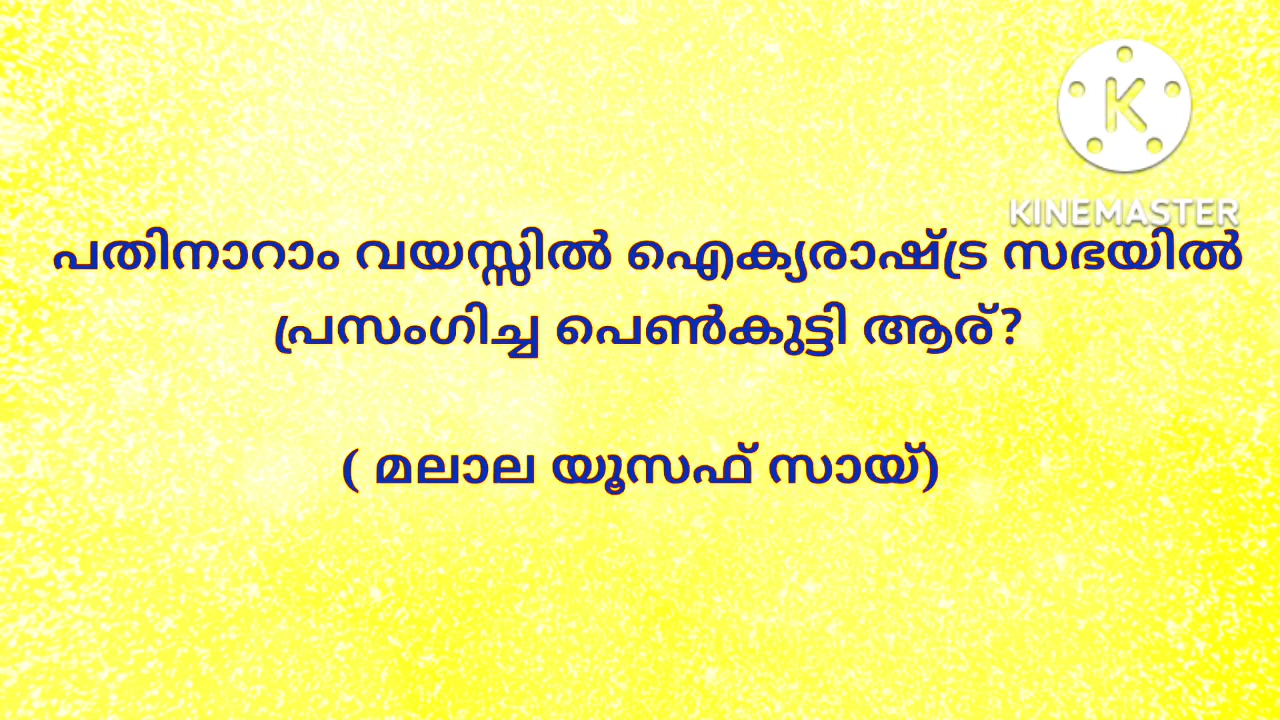 K
KINEMASTER
പതിനാറാം വയസ്സിൽ ഐക്യരാഷ്ട്ര സഭയിൽ
പ്രസംഗിച്ച പെൺകുട്ടി ആര്?
( മലാല യൂസഫ് സായ്)